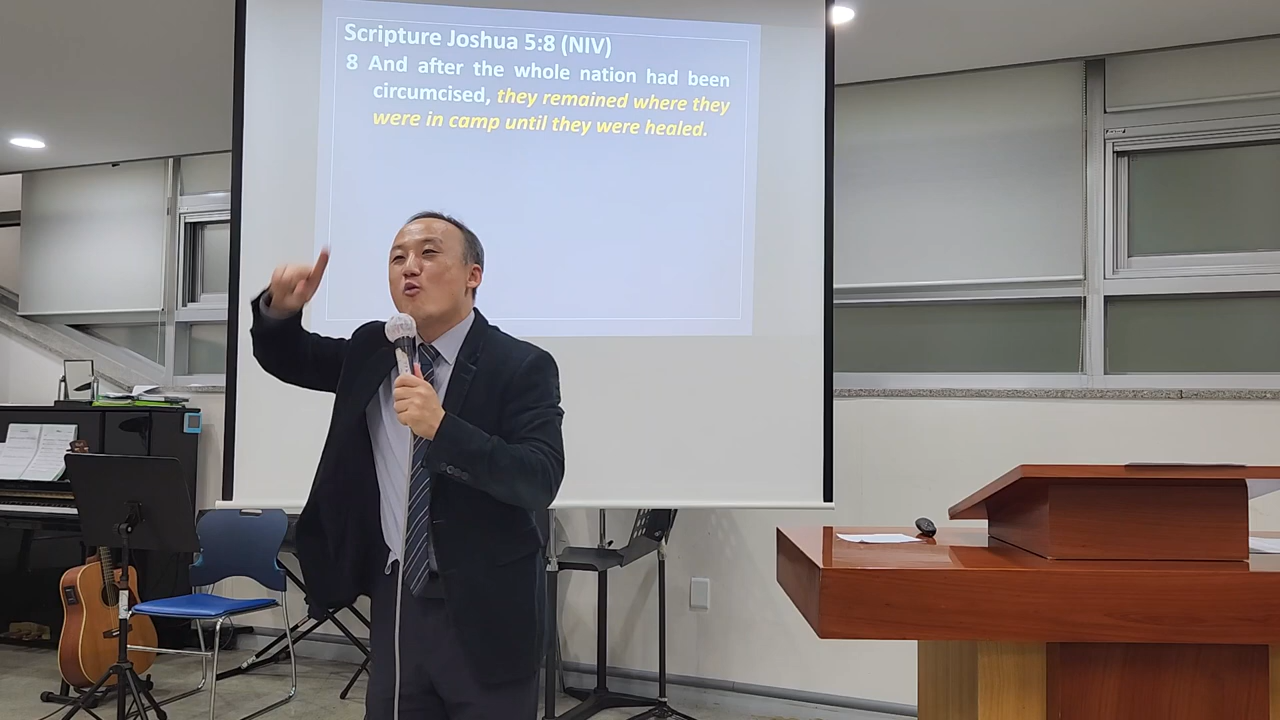 Scripture Joshua 5:8 (NIV)
8 And after the whole nation had been
circumcised, they remained where they
were in camp until they were healed.